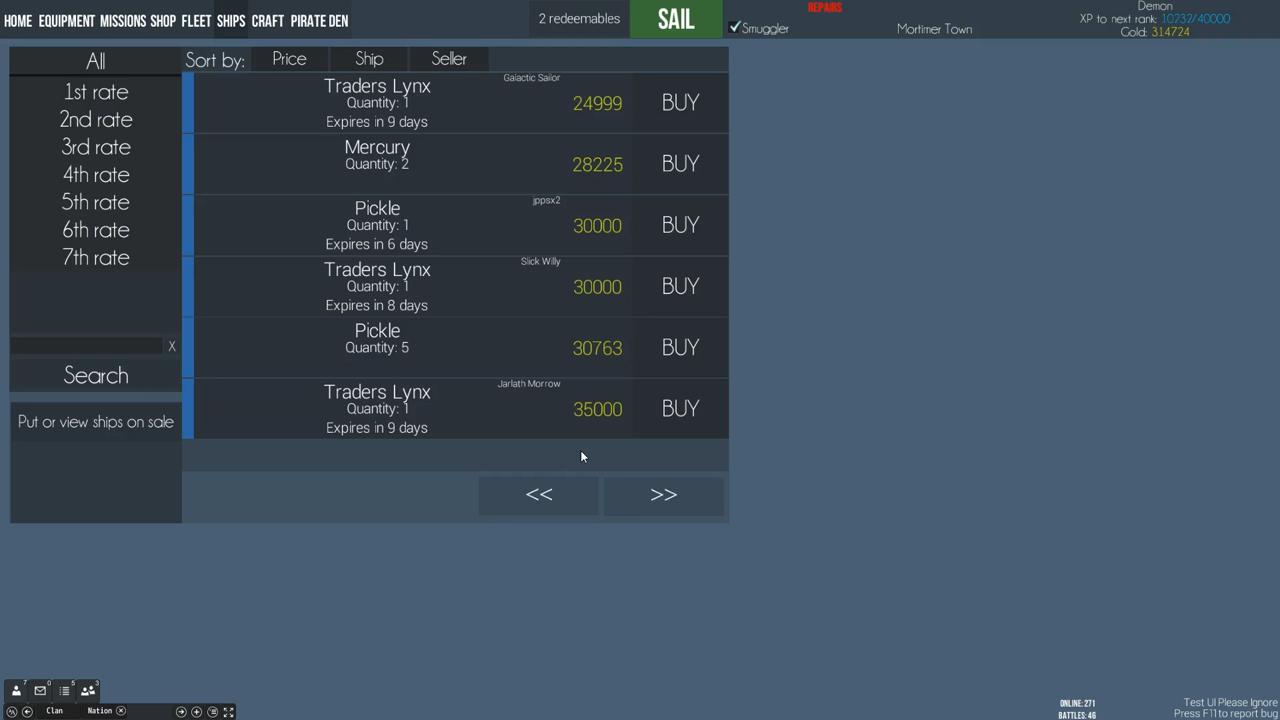 HOME EQUIPMENT MISSIONS SHOP FLEET SHIPS CRAFT PIRATE DEN
2 redeemables
SAIL
Smuggler
REPAIRS
Mortimer Town
Demon
XP to next rank: 10232/40000
Gold: 314724
All
1st rate
2nd rate
3rd rate
4th rate
5th rate
6th rate
7th rate
X
Search
Put or view ships on sale
Sort by: Price Ship Seller
Traders Lynx
Quantity: 1
Expires in 9 days
Galactic Sailor
24999
BUY
Mercury
Quantity: 2
28225
BUY
Pickle
Quantity: 1
Expires in 6 days
jppsx2
30000
BUY
Traders Lynx
Quantity: 1
Expires in 8 days
Slick Willy
30000
BUY
Pickle
Quantity: 5
30763
BUY
Traders Lynx
Quantity: 1
Expires in 9 days
Jarlath Morrow
35000
BUY
<< >>
7 0 5 3
Clan Nation
ONLINE: 271
BATTLES: 46
Test UI Please Ignore
Press F11 to report bug